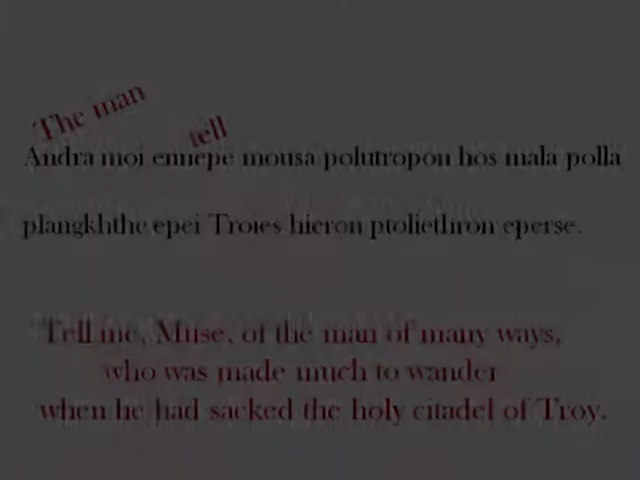 The man
tell
Andra moi ennepe mousa polutropon hos mala polla
plangkhthe epei Troies hieron ptoliethron eperse.
Tell me, Muse, of the man of many ways,
who was made much to wander
when he had sacked the holy citadel of Troy.